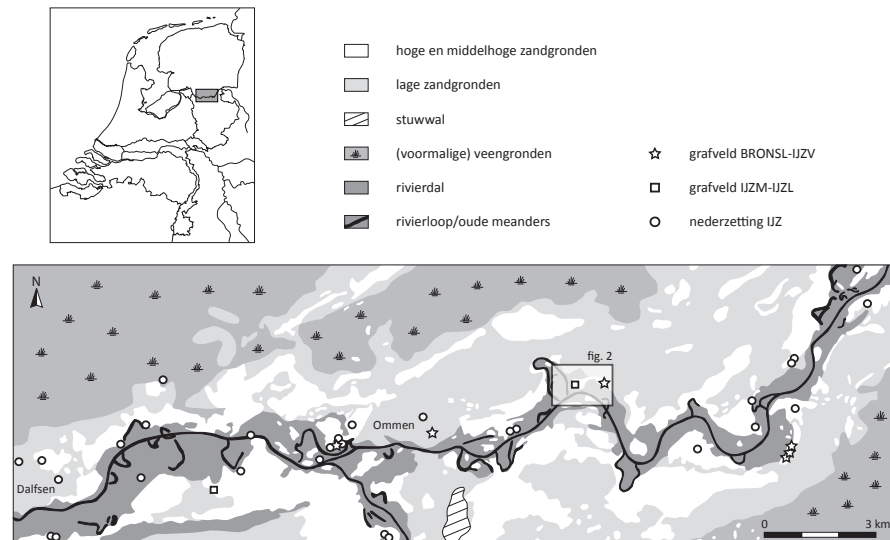 hoge en middelhoge zandgronden
lage zandgronden
stuwwal
(voormalige) veengronden
rivierdal
rivierloop/oude meanders
grafveld BRONSL-IJZV
grafveld IJZM-IJZL
nederzetting IJZ
N
fig. 2
Ommen
Dalfsen
0 3 km